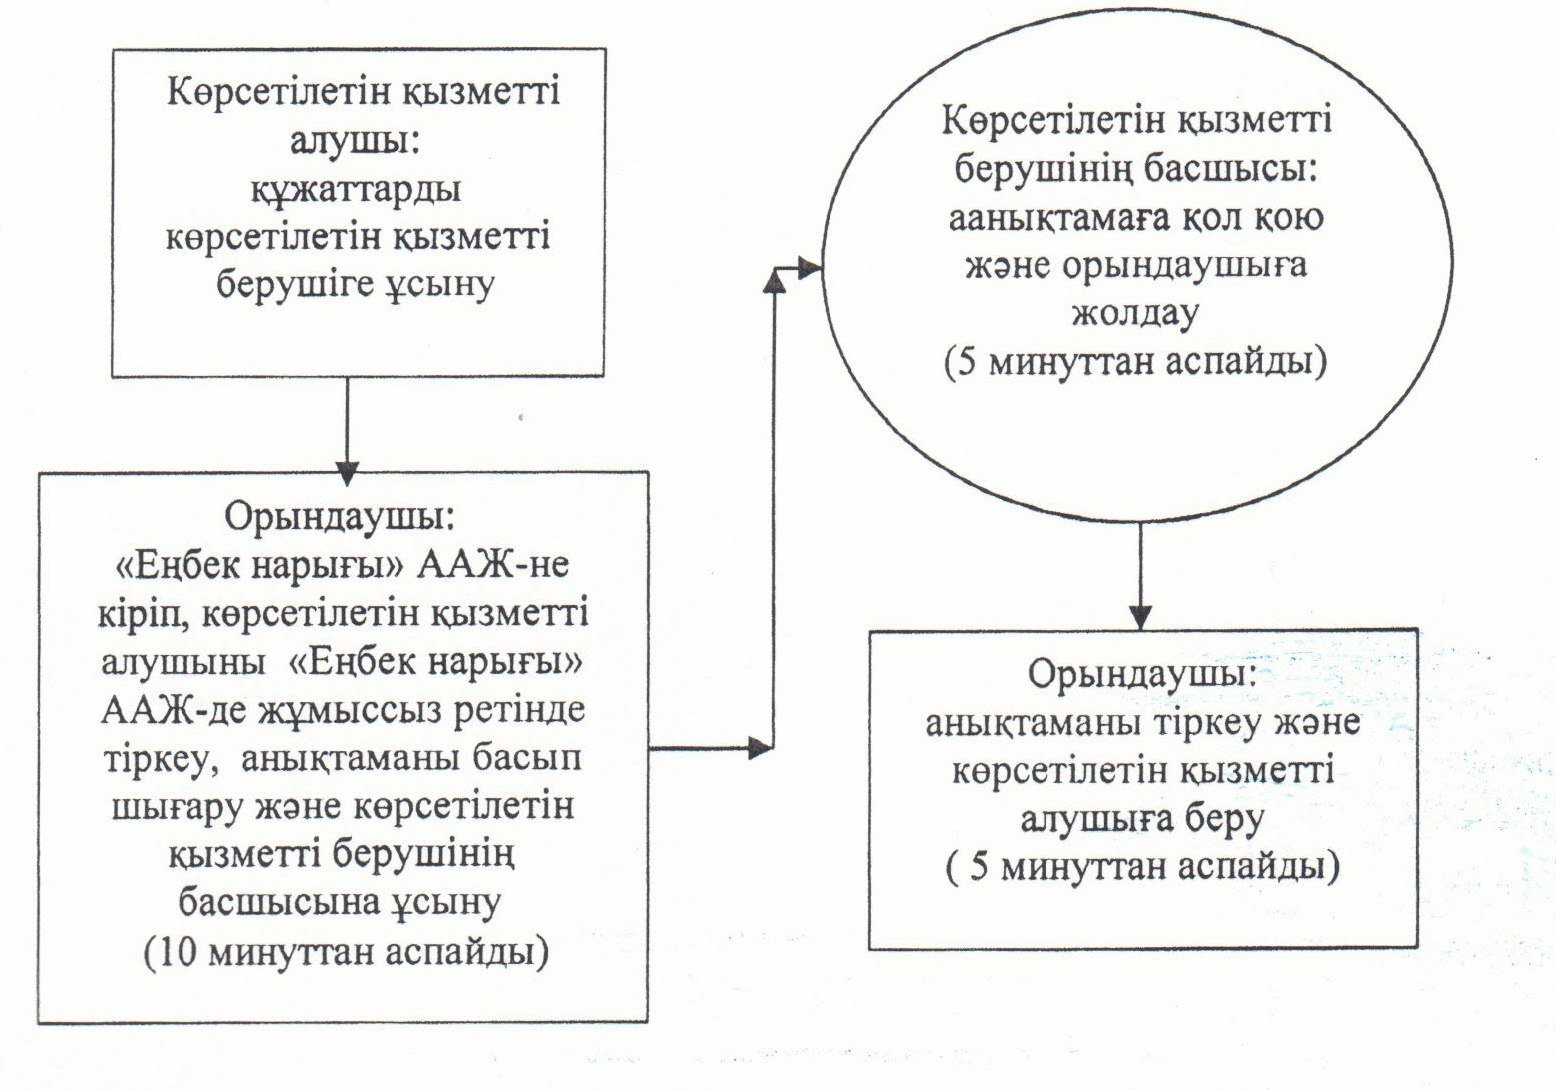 Көрсетілетін қызметті
алушы:
құжаттарды
көрсетілетін қызметті
берушіге ұсыну
Орындаушы:
«Еңбек нарығы» ААЖ-не
кіріп, көрсетілетін қызметті
алушыны «Еңбек нарығы»
ААЖ-де жұмыссыз ретінде
тіркеу, анықтаманы басып
шығару және көрсетілетін
қызметті берушінің
басшысына ұсыну
(10 минуттан аспайды)
Көрсетілетін қызметті
берушінің басшысы:
аанықтамаға қол қою
және орындаушыға
жолдау
(5 минуттан аспайды)
Орындаушы:
анықтаманы тіркеу және
көрсетілетін қызметті
алушыға беру
( 5 минуттан аспайды)